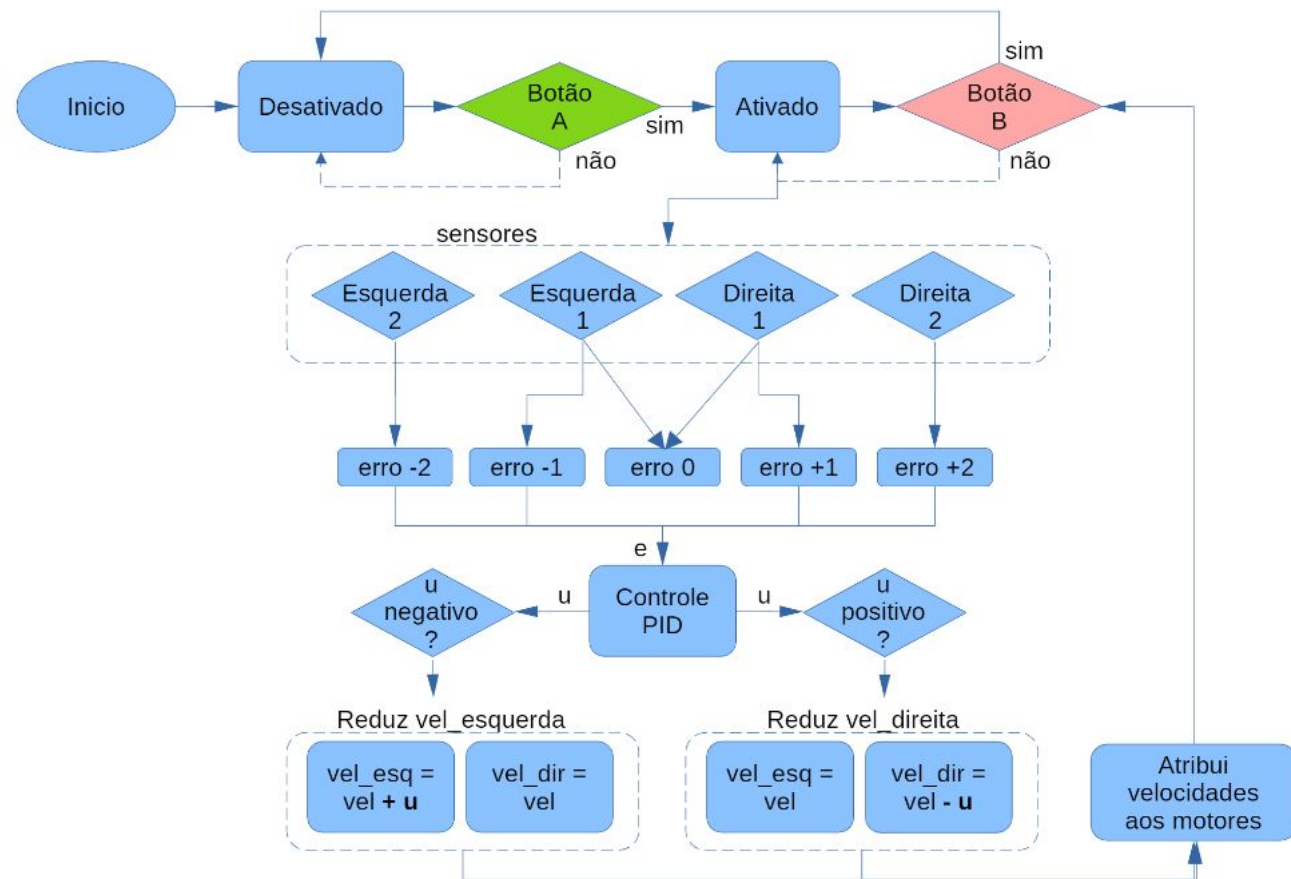 sim
Inicio
Desativado
Botão
A
sim
não
Ativado
Botão
B
não
sensores
Esquerda
2
Esquerda
1
Direita
1
Direita
2
erro -2
erro -1
erro 0
erro +1
erro +2
e
u
negativo
?
u
Controle
PID
u
u
positivo
?
Reduz vel_esquerda
vel_esq =
vel + u
vel_dir =
vel
Reduz vel_direita
vel_esq =
vel
vel_dir =
vel - u
Atribui
velocidades
aos motores